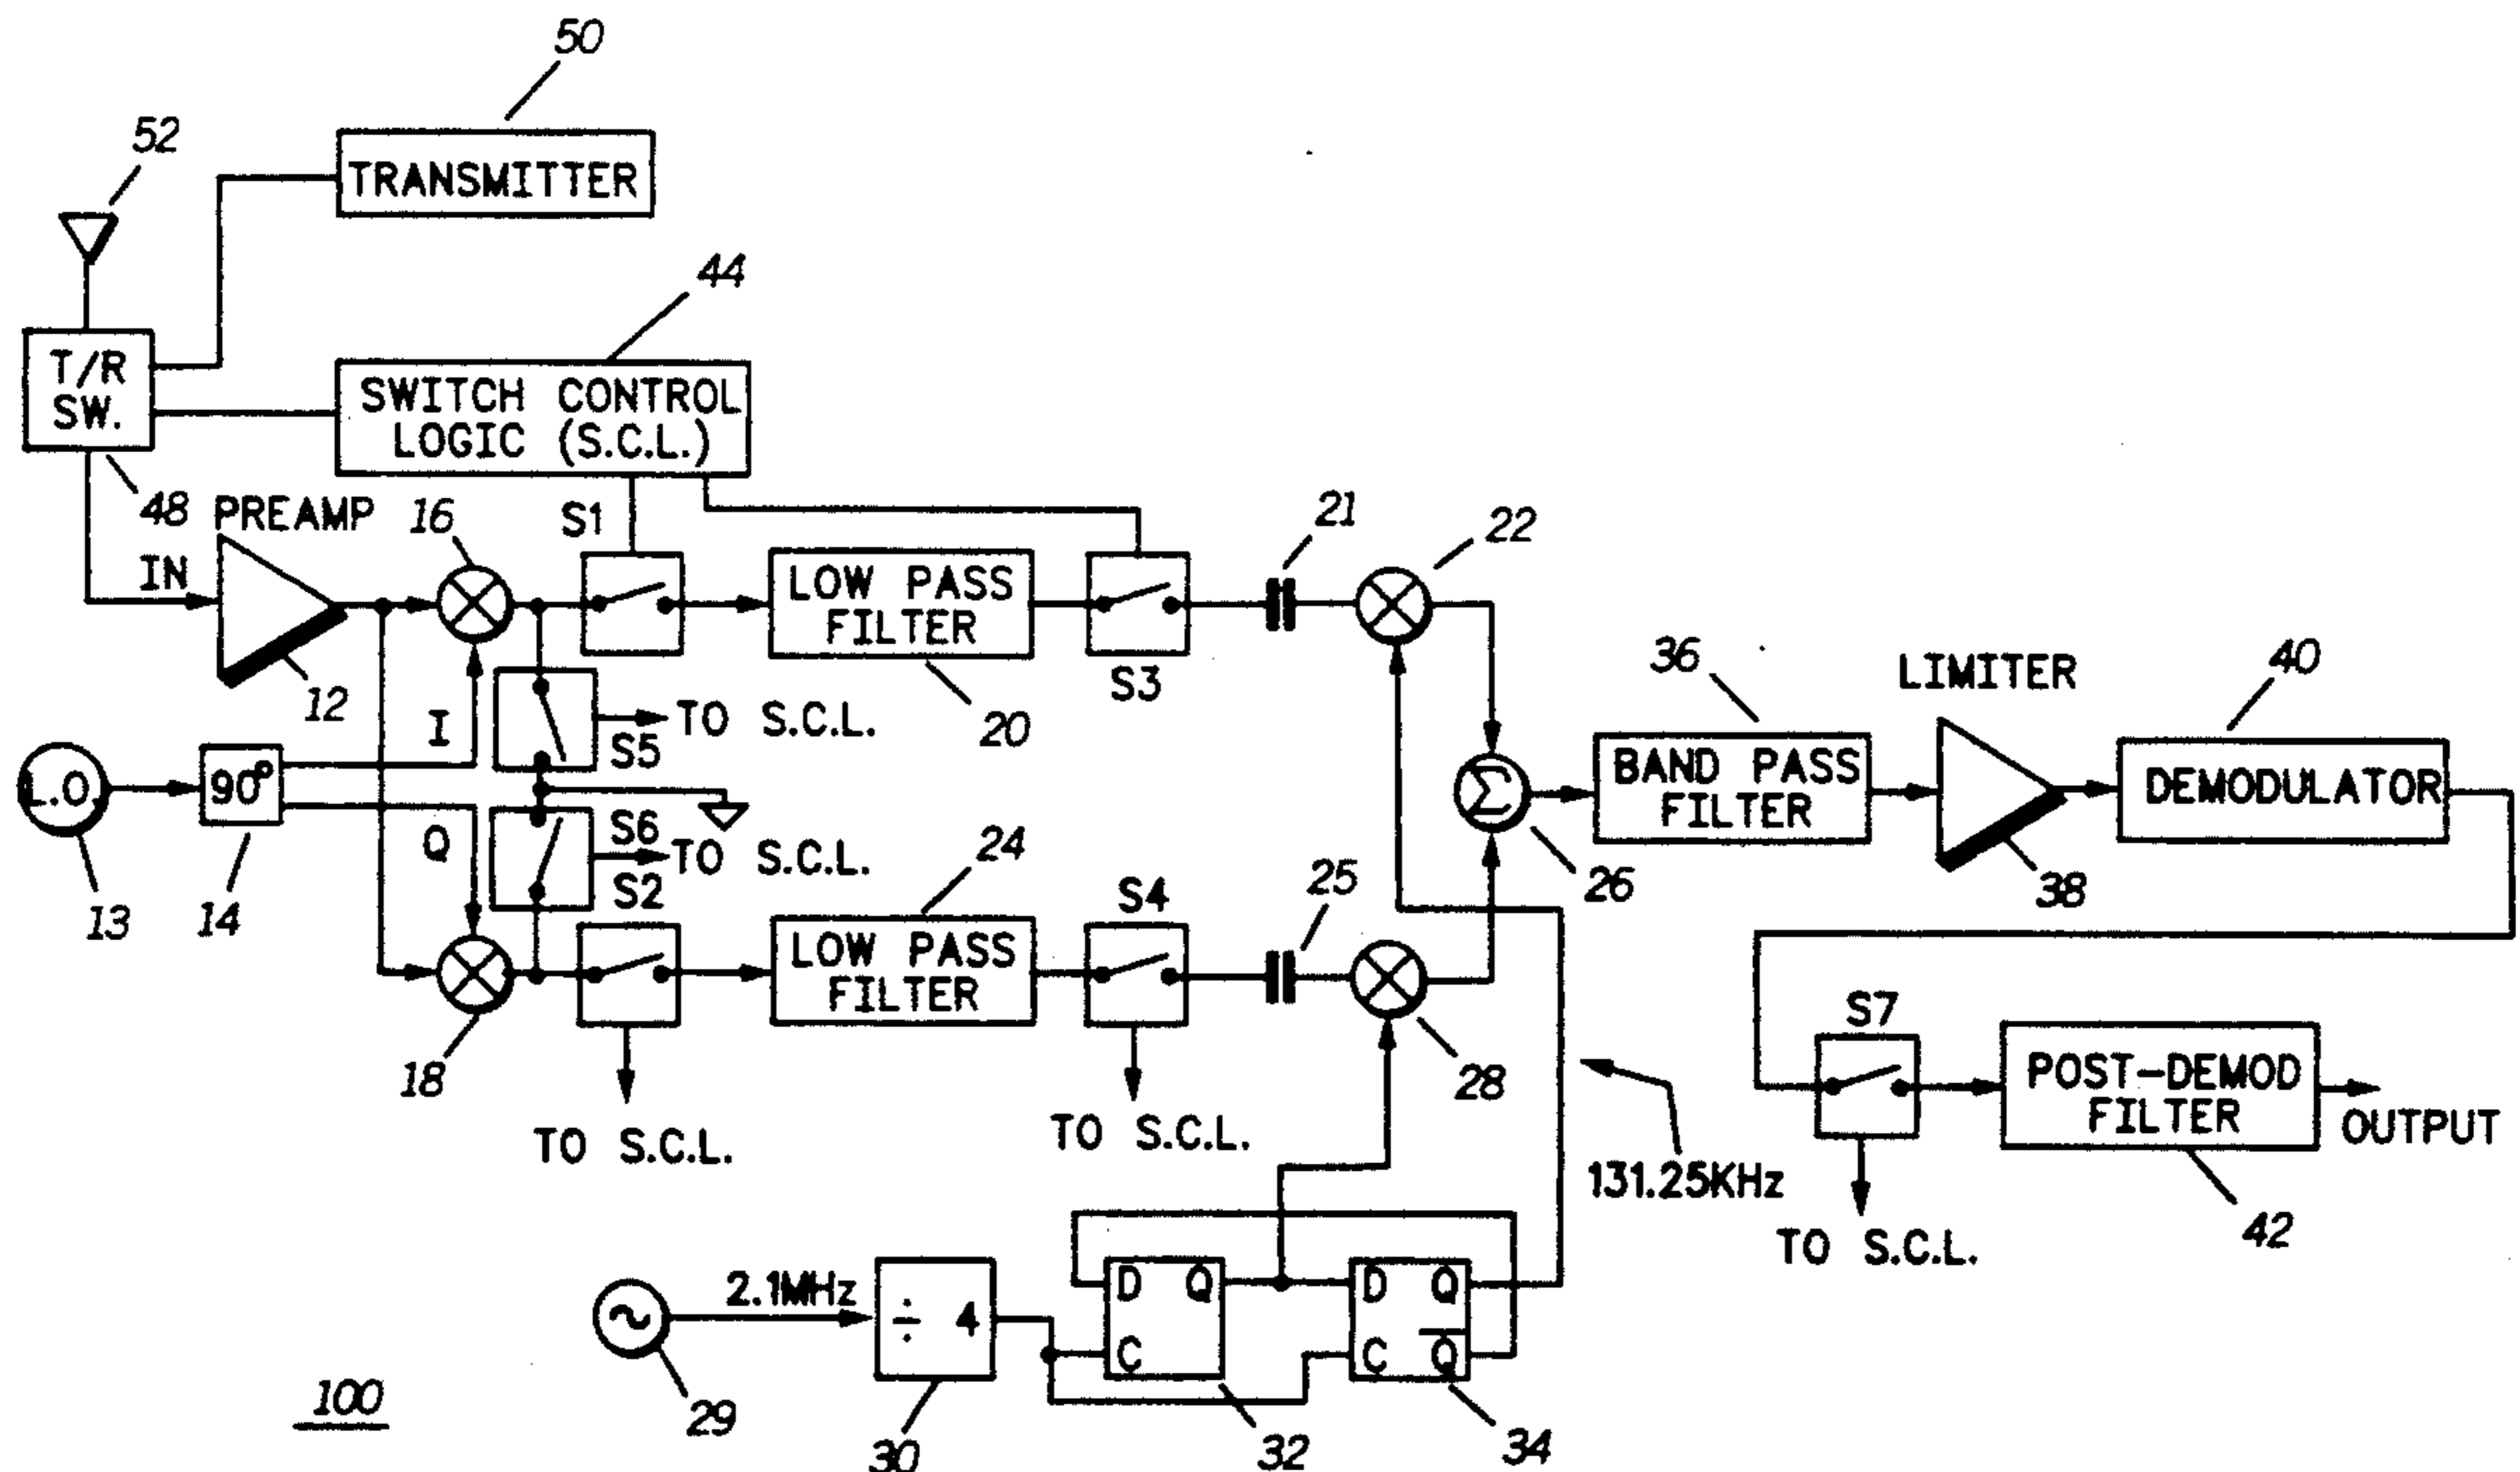 50
52
TRANSMITTER
44
T/R
SW.
SWITCH CONTROL
LOGIC (S.C.L.)
48
PREAMP
16
S1
21
22
IN
LOW PASS
FILTER
S3
12
20
I
S5
TO S.C.L.
36
LIMITER
40
L.O.
90°
BAND PASS
FILTER
DEMODULATOR
Σ
Q
S6
TO S.C.L.
S2
24
25
26
38
13
14
S4
LOW PASS
FILTER
18
28
S7
POST-DEMOD
FILTER
OUTPUT
TO S.C.L.
TO S.C.L.
131.25KHz
42
TO S.C.L.
2.1MHz
÷ 4
D Q
C
D Q
C Q̅
100
29
30
32
34